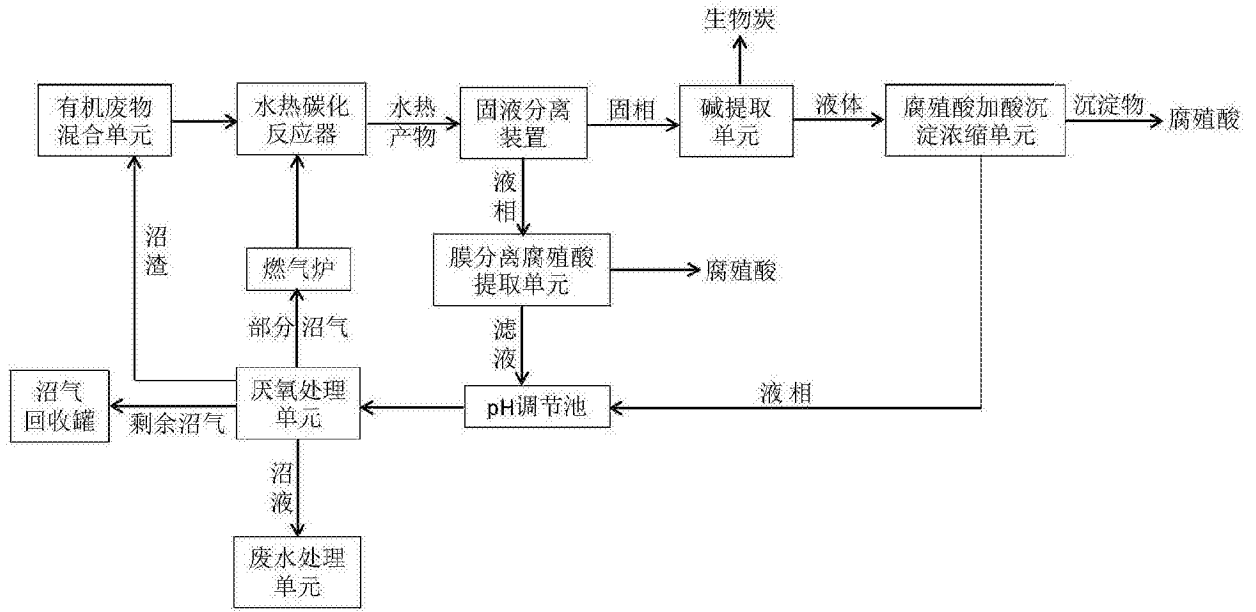 生物炭
有机废物
混合单元
水热碳化
反应器
水热
产物
固液分离
装置
固相
碱提取
单元
液体
腐殖酸加酸沉
淀浓缩单元
沉淀物
腐殖酸
液
相
沼
渣
燃气炉
膜分离腐殖酸
提取单元
腐殖酸
部分沼气
滤
液
沼气
回收罐
剩余沼气
厌氧处理
单元
pH调节池
液相
沼
液
废水处理
单元